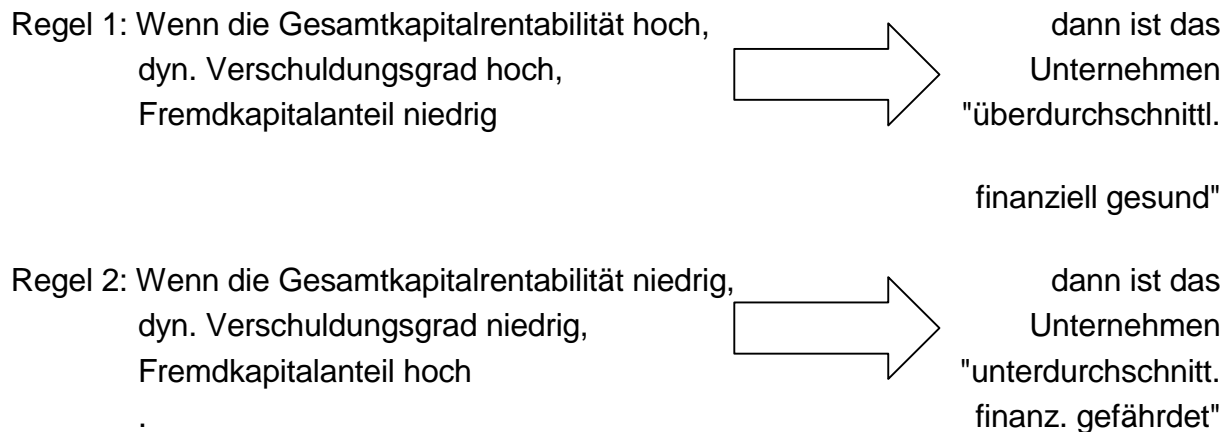 Regel 1: Wenn die Gesamtkapitalrentabilität hoch,
dyn. Verschuldungsgrad hoch,
Fremdkapitalanteil niedrig
dann ist das
Unternehmen
"überdurchschnittl.
finanziell gesund"
Regel 2: Wenn die Gesamtkapitalrentabilität niedrig,
dyn. Verschuldungsgrad niedrig,
Fremdkapitalanteil hoch
.
dann ist das
Unternehmen
"unterdurchschnitt.
finanz. gefährdet"